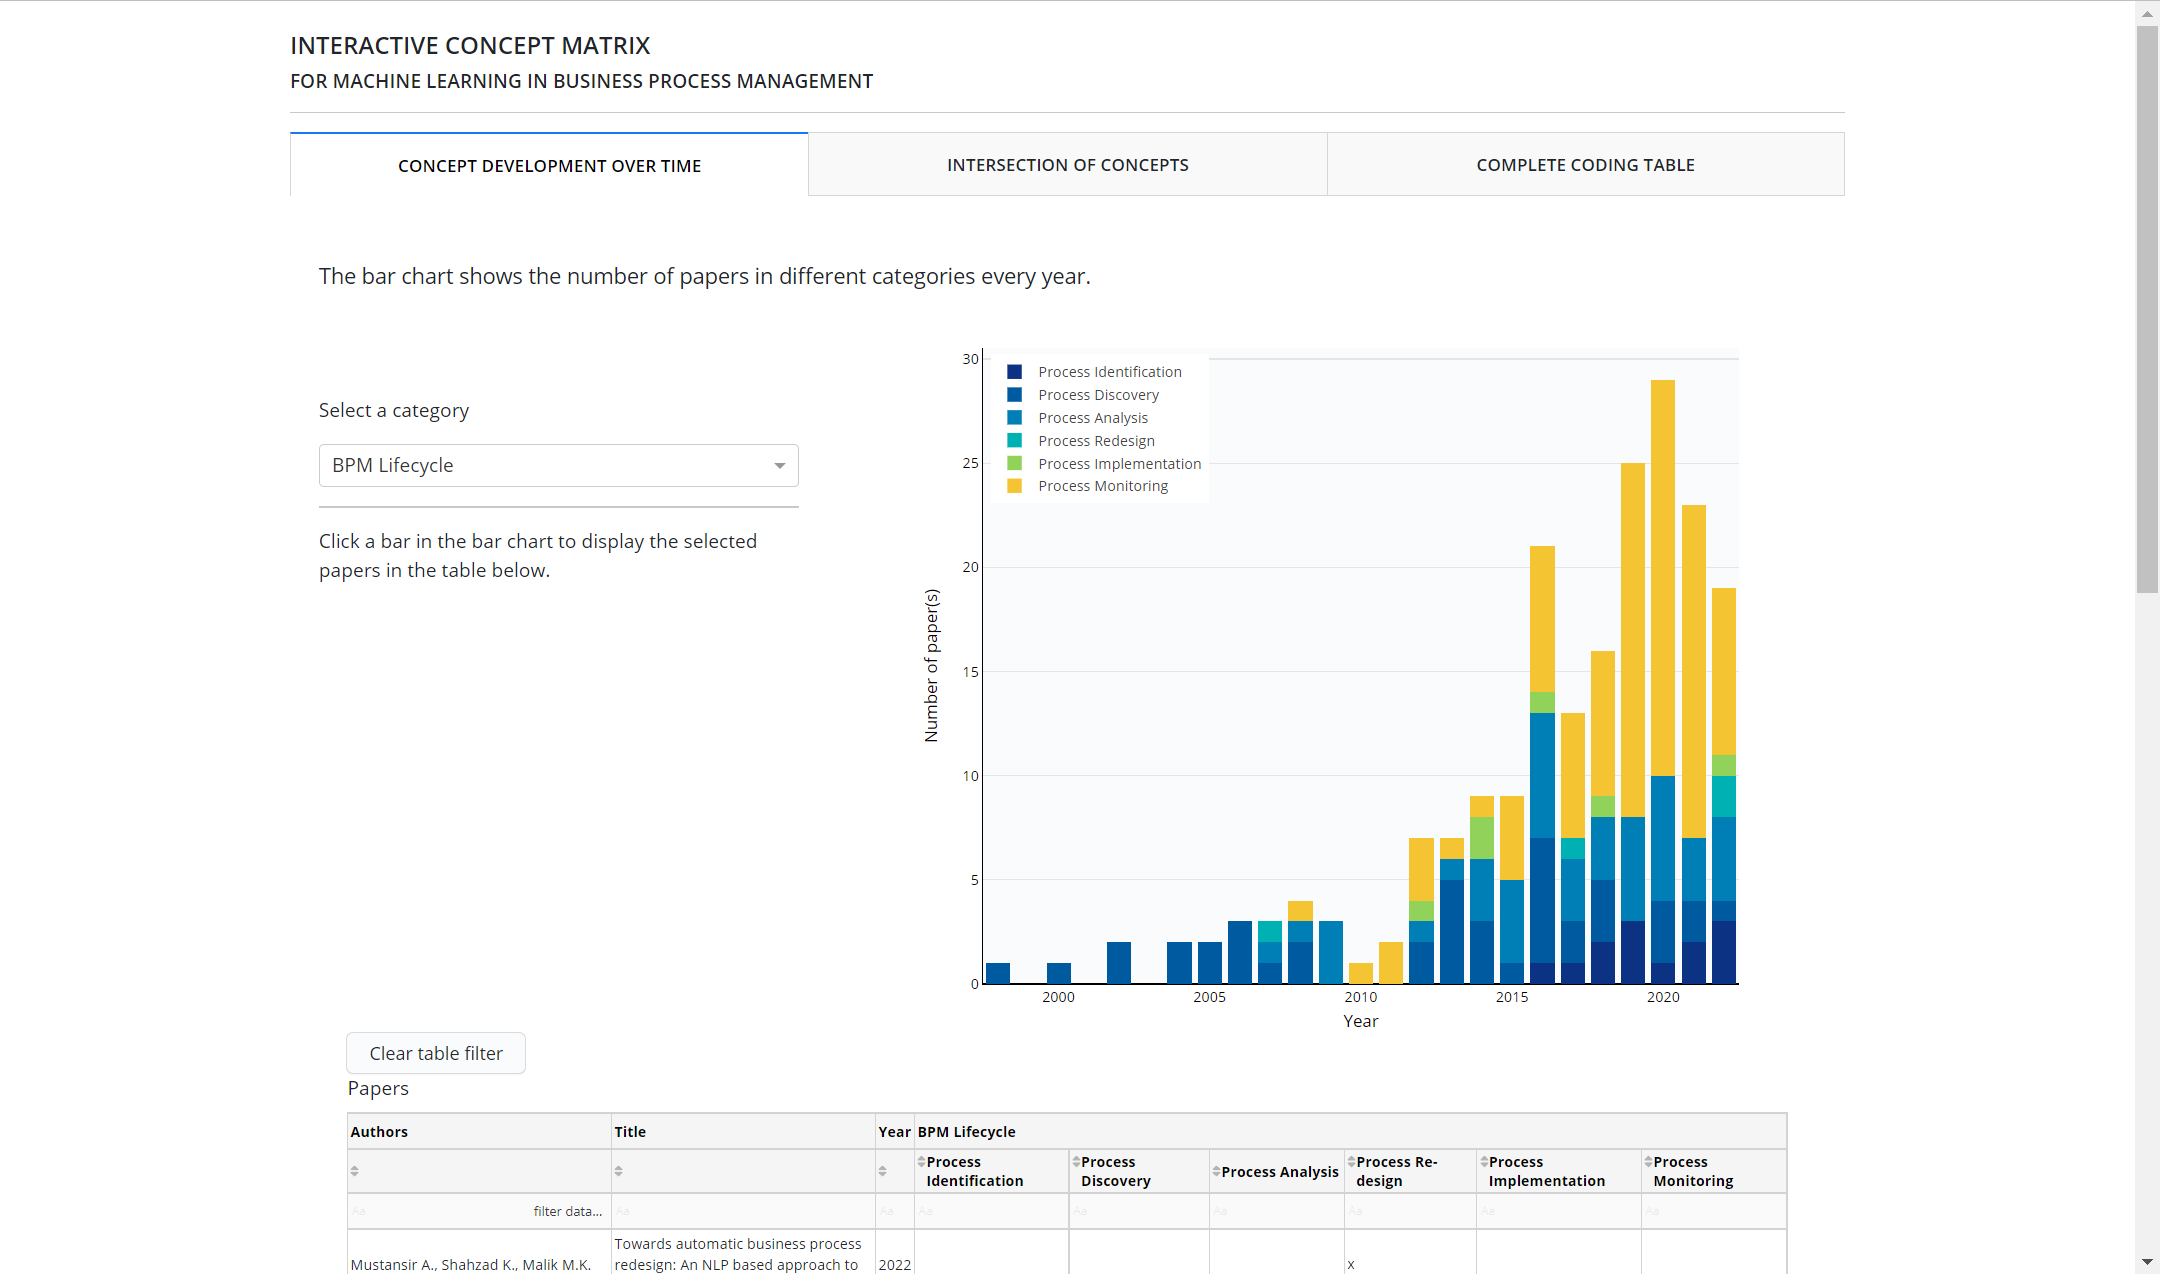 INTERACTIVE CONCEPT MATRIX
FOR MACHINE LEARNING IN BUSINESS PROCESS MANAGEMENT
CONCEPT DEVELOPMENT OVER TIME
INTERSECTION OF CONCEPTS
COMPLETE CODING TABLE
The bar chart shows the number of papers in different categories every year.
Select a category
BPM Lifecycle
Click a bar in the bar chart to display the selected
papers in the table below.
30
25
20
15
10
5
0
Number of paper(s)
Process Identification
Process Discovery
Process Analysis
Process Redesign
Process Implementation
Process Monitoring
2000 2005 2010 2015 2020
Year
Clear table filter
Papers
Authors Title Year BPM Lifecycle
Process Identification
Process Discovery
Process Analysis
Process Re-
design
Process Implementation
Process Monitoring
Aa filter data... Aa Aa Aa Aa Aa Aa Aa Aa
Towards automatic business process
Mustansir A., Shahzad K., Malik M.K. redesign: An NLP based approach to 2022 x